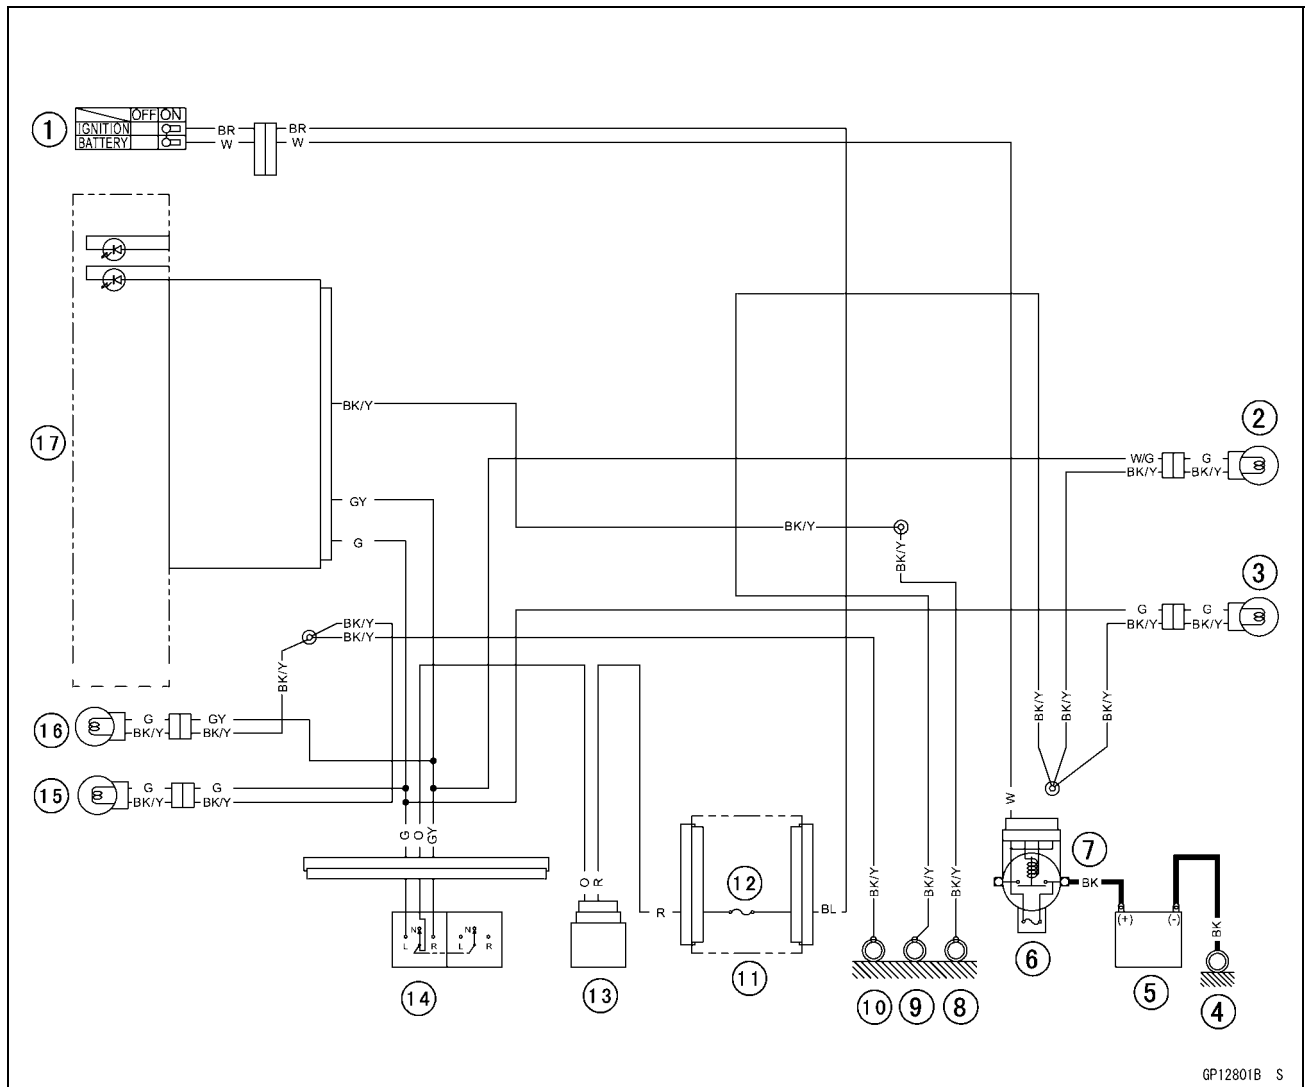 1
OFF ON
IGNITION
BATTERY
BR BR
W W
17
BK/Y
GY
G
BK/Y
BK/Y
2
W/G G
BK/Y BK/Y
3
G G
BK/Y BK/Y
BK/Y
BK/Y
BK/Y
BK/Y
BK/Y
BK/Y
16
G GY
BK/Y BK/Y
15
G G
BK/Y BK/Y
G O GY
W
7
BK
(+) (-)
BK
6
5
4
O R
R
12
BL
BK/Y
BK/Y
BK/Y
N
L R
N
L R
14
13
11
10
9
8
GP12801B S